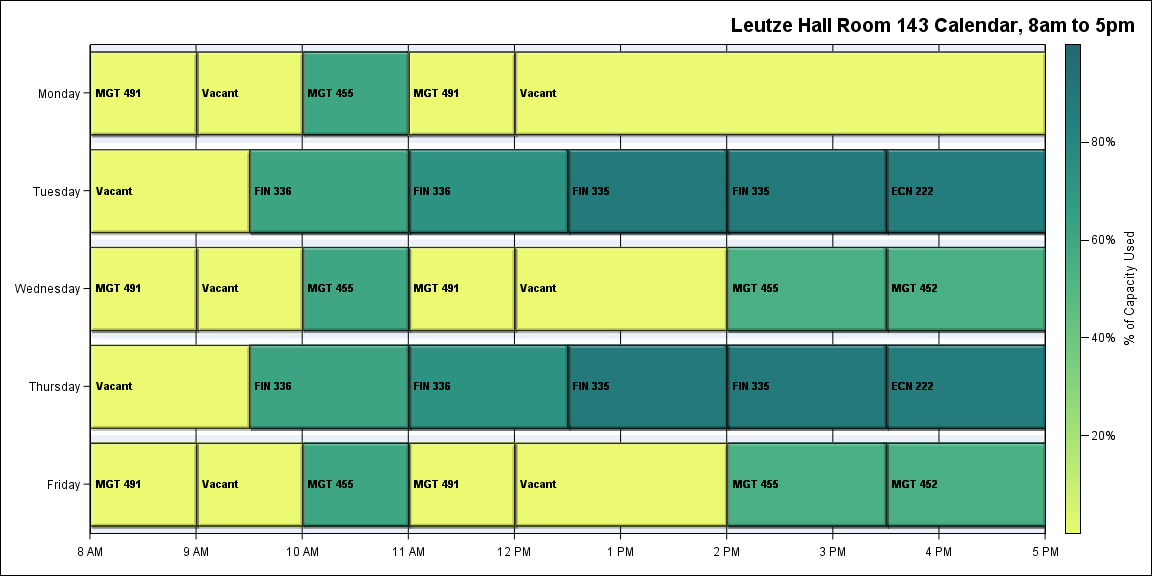 Leutze Hall Room 143 Calendar, 8am to 5pm
Monday
MGT 491
Vacant
MGT 455
MGT 491
Vacant
Tuesday
Vacant
FIN 336
FIN 336
FIN 335
FIN 335
ECN 222
Wednesday
MGT 491
Vacant
MGT 455
MGT 491
Vacant
MGT 455
MGT 452
Thursday
Vacant
FIN 336
FIN 336
FIN 335
FIN 335
ECN 222
Friday
MGT 491
Vacant
MGT 455
MGT 491
Vacant
MGT 455
MGT 452
8 AM
9 AM
10 AM
11 AM
12 PM
1 PM
2 PM
3 PM
4 PM
5 PM
80%
60%
40%
20%
% of Capacity Used